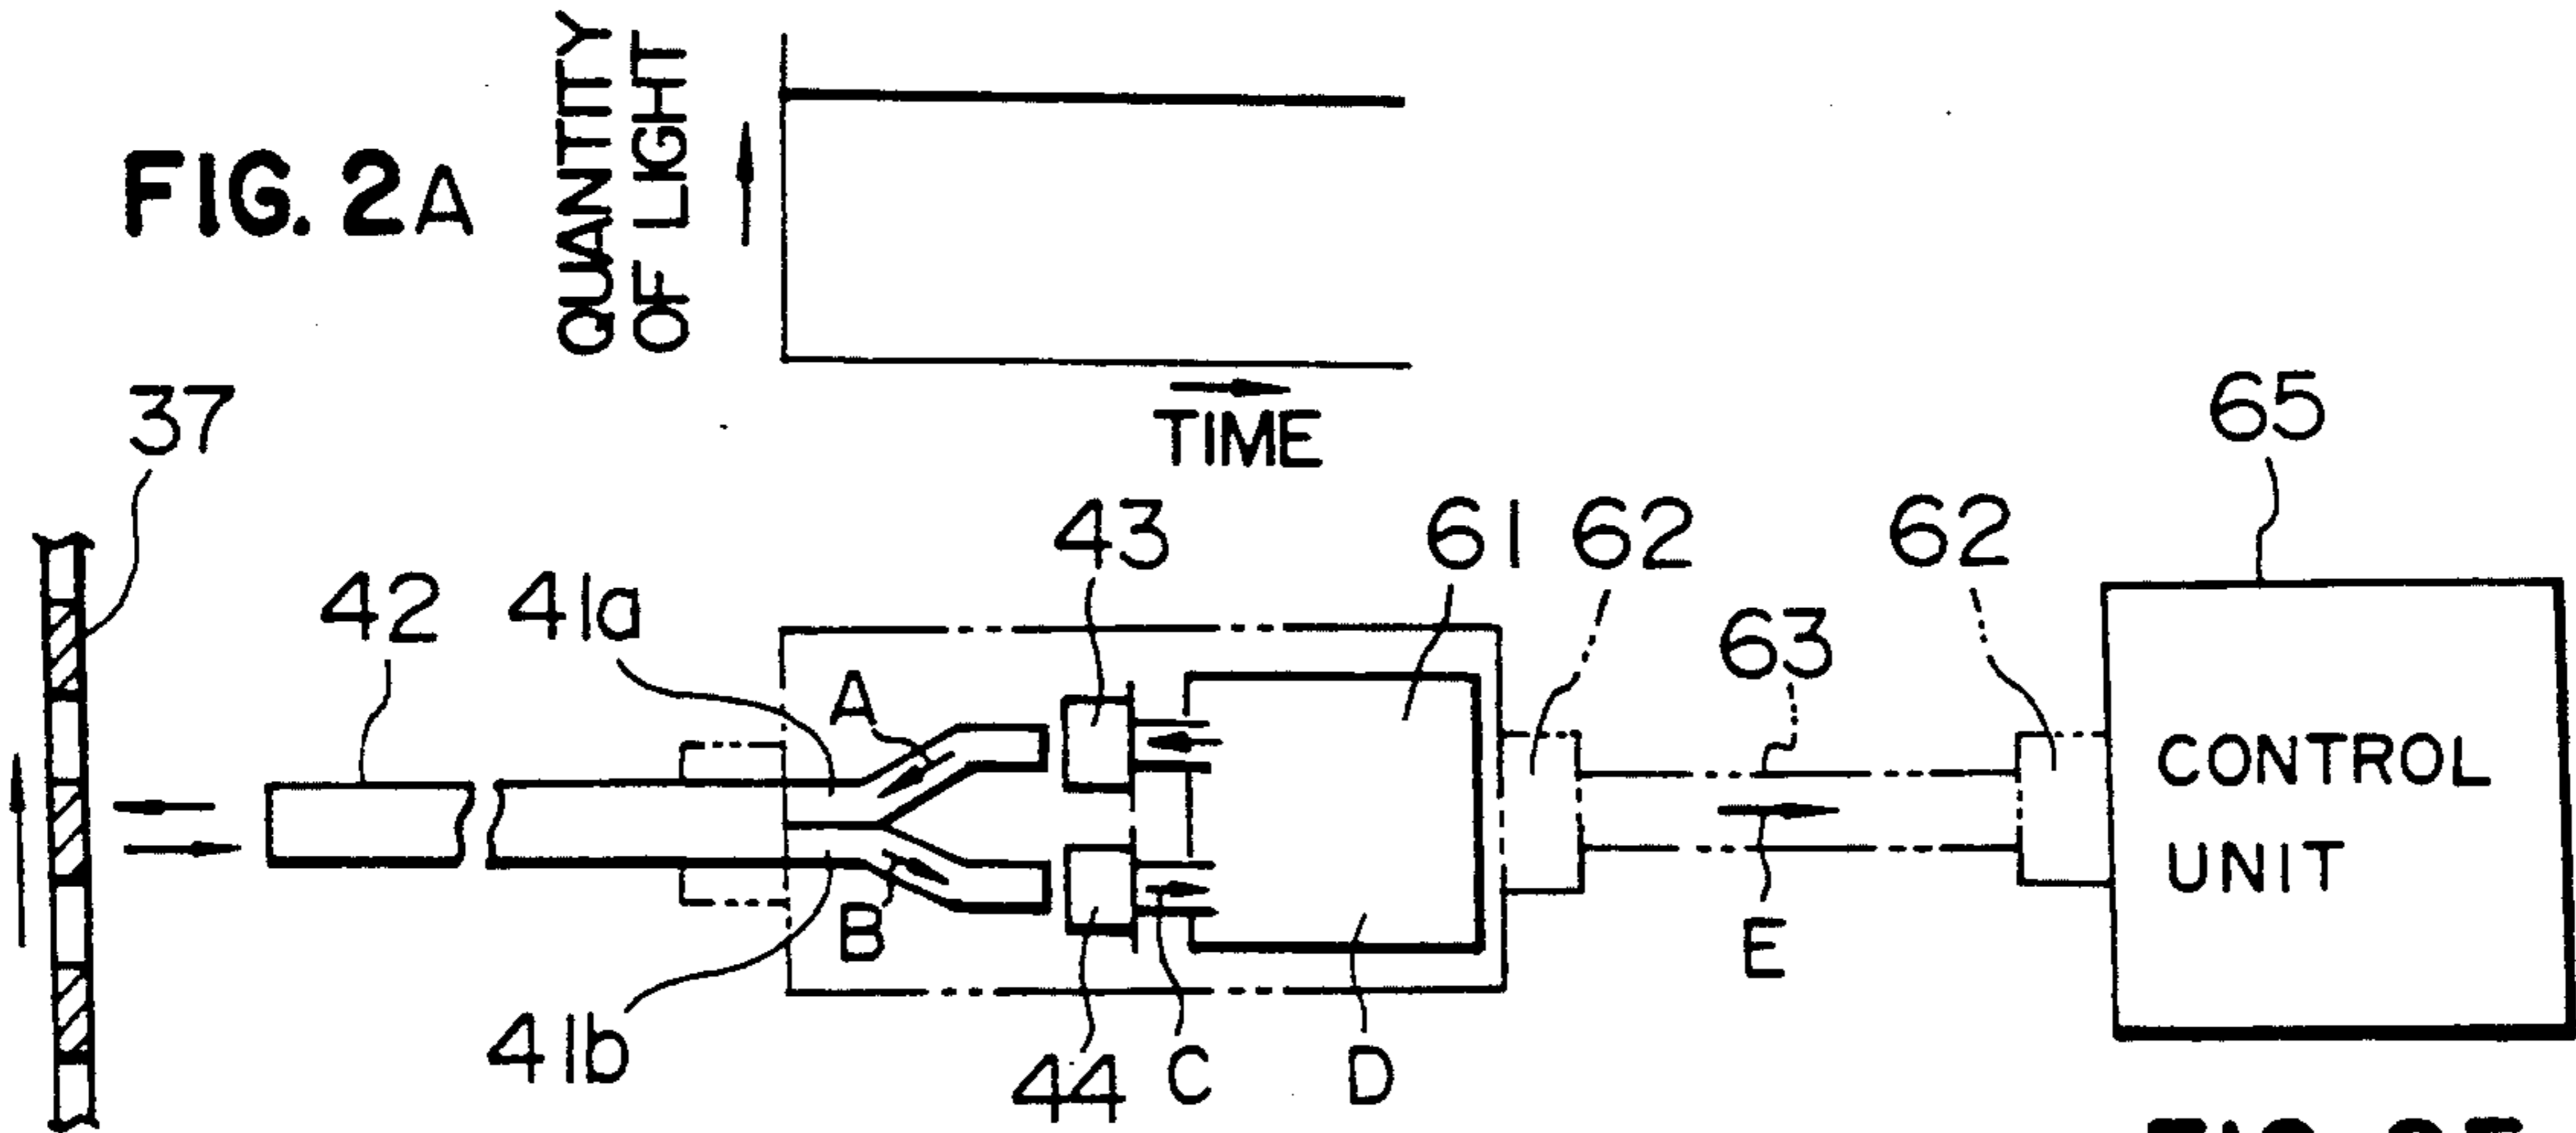 QUANTITY
OF LIGHT
FIG. 2A
TIME
37
65
43
61
62
62
42
41a
63
A
CONTROL
UNIT
B
E
41b
44
C
D